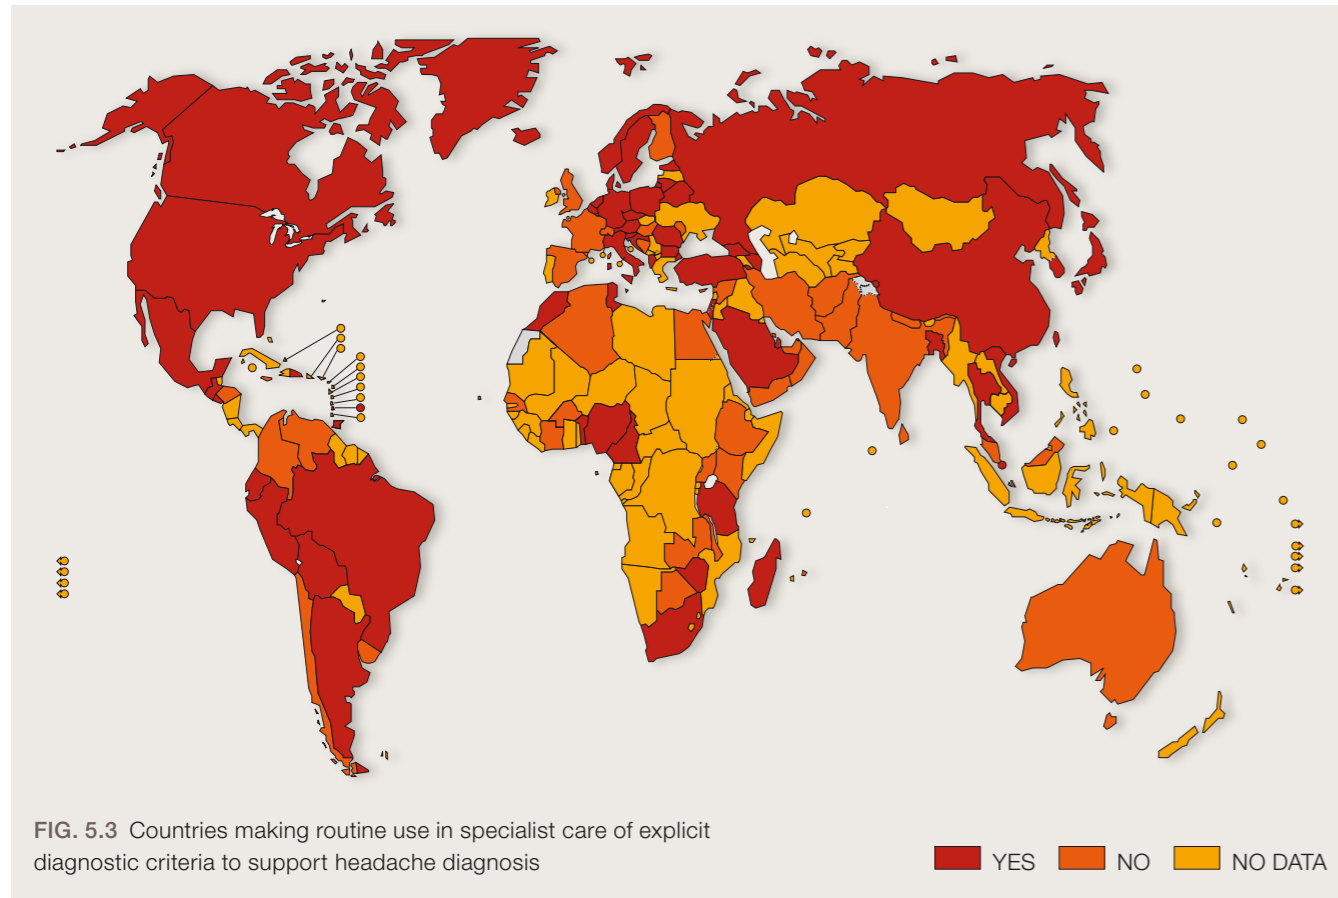 FIG. 5.3 Countries making routine use in specialist care of explicit
diagnostic criteria to support headache diagnosis
YES NO NO DATA